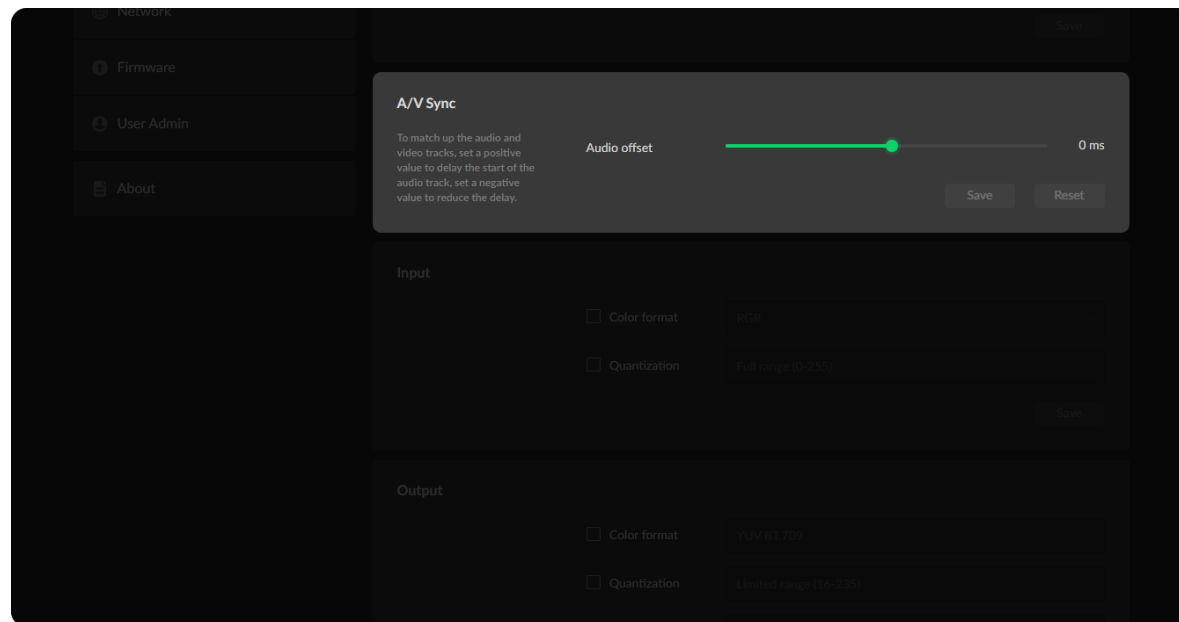 Network
Save
Firmware
A/V Sync
User Admin
To match up the audio and
video tracks, set a positive
value to delay the start of the
audio track, set a negative
value to reduce the delay.
Audio offset
0 ms
About
Save
Reset
Input
Color format
RGB
Quantization
Full range (0-255)
Save
Output
Color format
YUV BT.709
Quantization
Limited range (16-235)